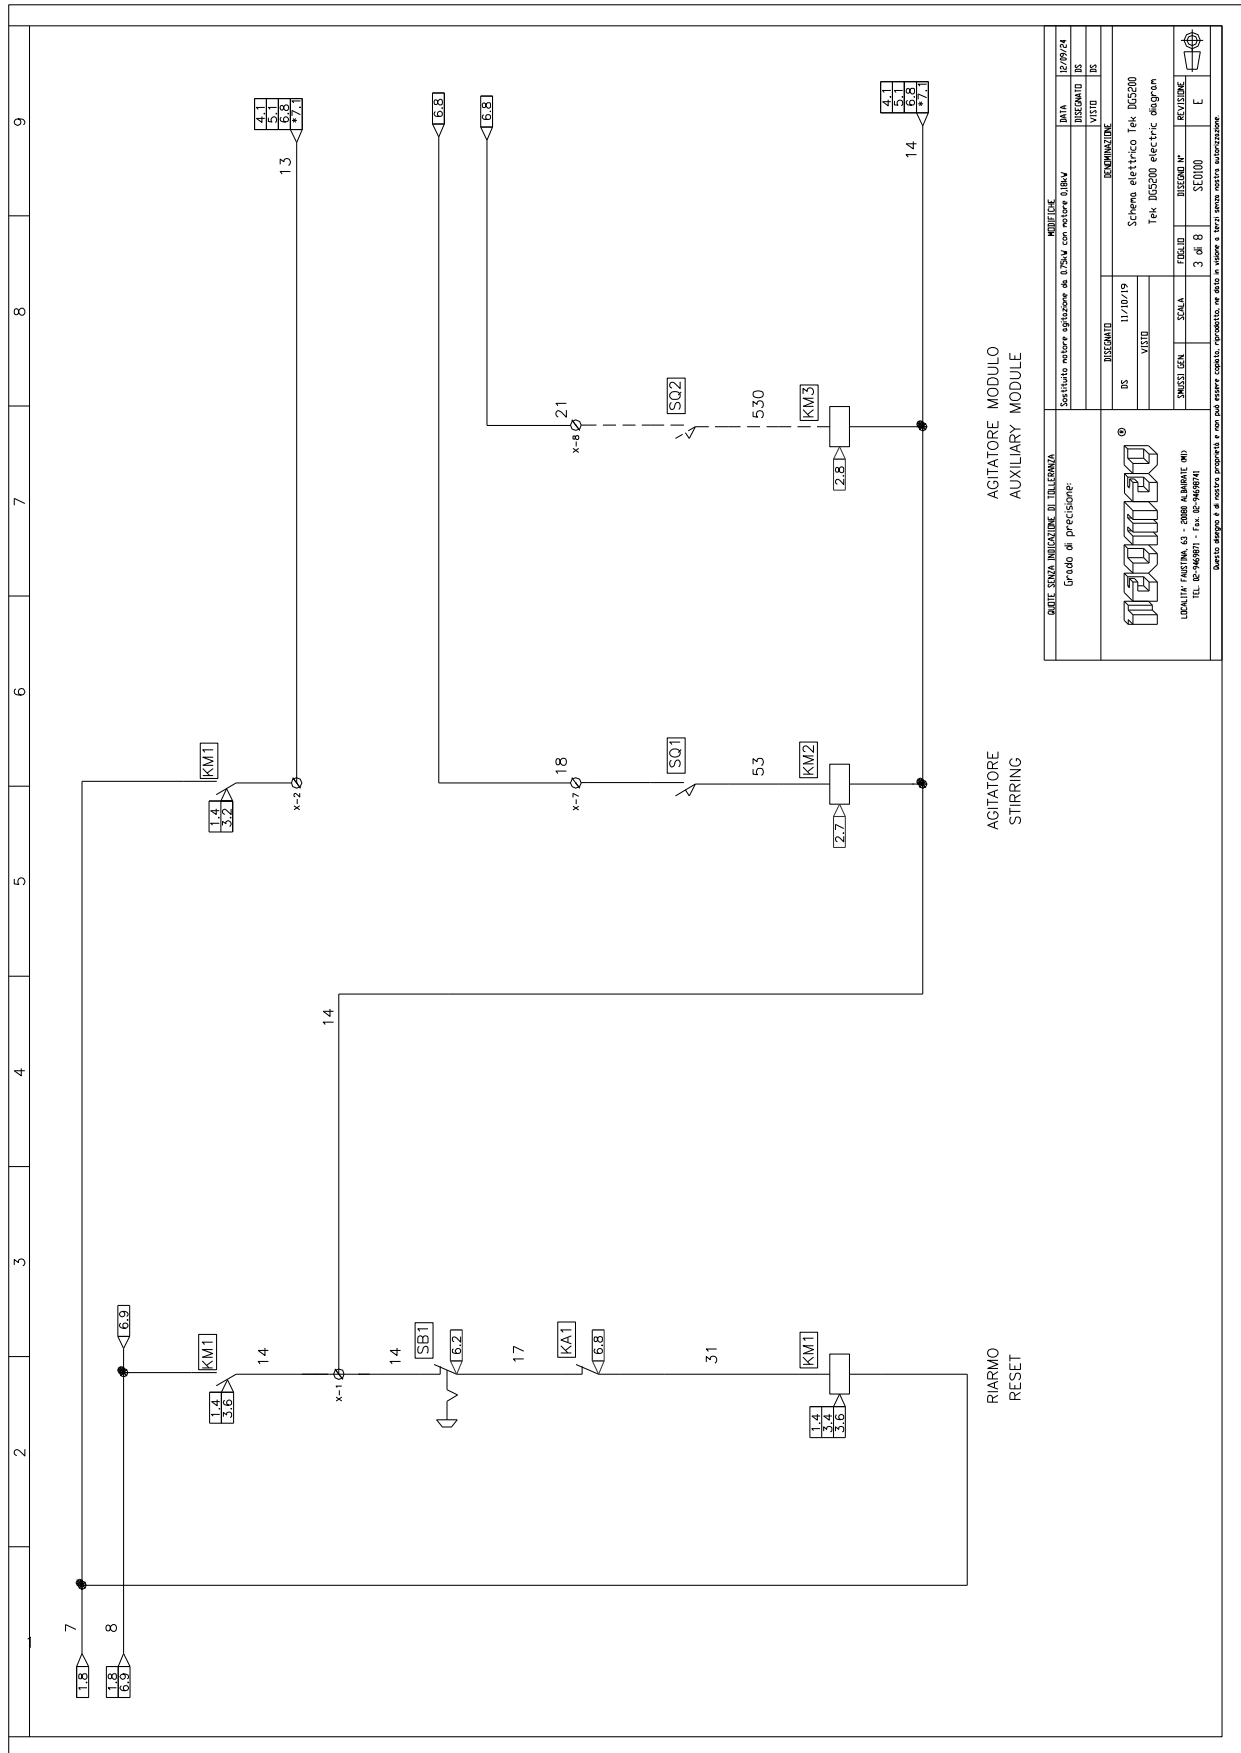 1
2
3
4
5
6
7
8
9
1.8
7
1.8
6.9
8
6.9
KM1
1.4
3.6
14
x-1
14
SB1
6.2
17
KA1
6.8
31
KM1
1.4
3.4
3.6
RIARMO
RESET
14
KM1
1.4
3.2
x-2
13
4.1
5.1
6.8
*7.1
6.8
18
x-7
SQ1
53
KM2
2.7
AGITATORE
STIRRING
6.8
21
x-8
SQ2
530
KM3
2.8
AGITATORE MODULO
AUXILIARY MODULE
14
4.1
5.1
6.8
*7.1
QUOTE SENZA INDICAZIONE DI TOLLERANZA
Grado di precisione:
MODIFICHE
Sostituito motore agitazione da 0.75kW con motore 0.18kW
DATA 12/09/24
DISEGNATO DS
VISTO DS
negri
®
LOCALITA' FAUSTINA, 63 - 20080 ALBAIRATE (MI)
TEL. 02-9469871 - Fax. 02-94698741
DISEGNATO
DS 11/10/19
VISTO
DENOMINAZIONE
Schema elettrico Tek DG5200
Tek DG5200 electric diagram
SMUSSI GEN. SCALA FOGLIO DISEGNO N° REVISIONE
3 di 8 SE0100 E
Questo disegno è di nostra proprietà e non può essere copiato, riprodotto, ne dato in visione a terzi senza nostra autorizzazione.